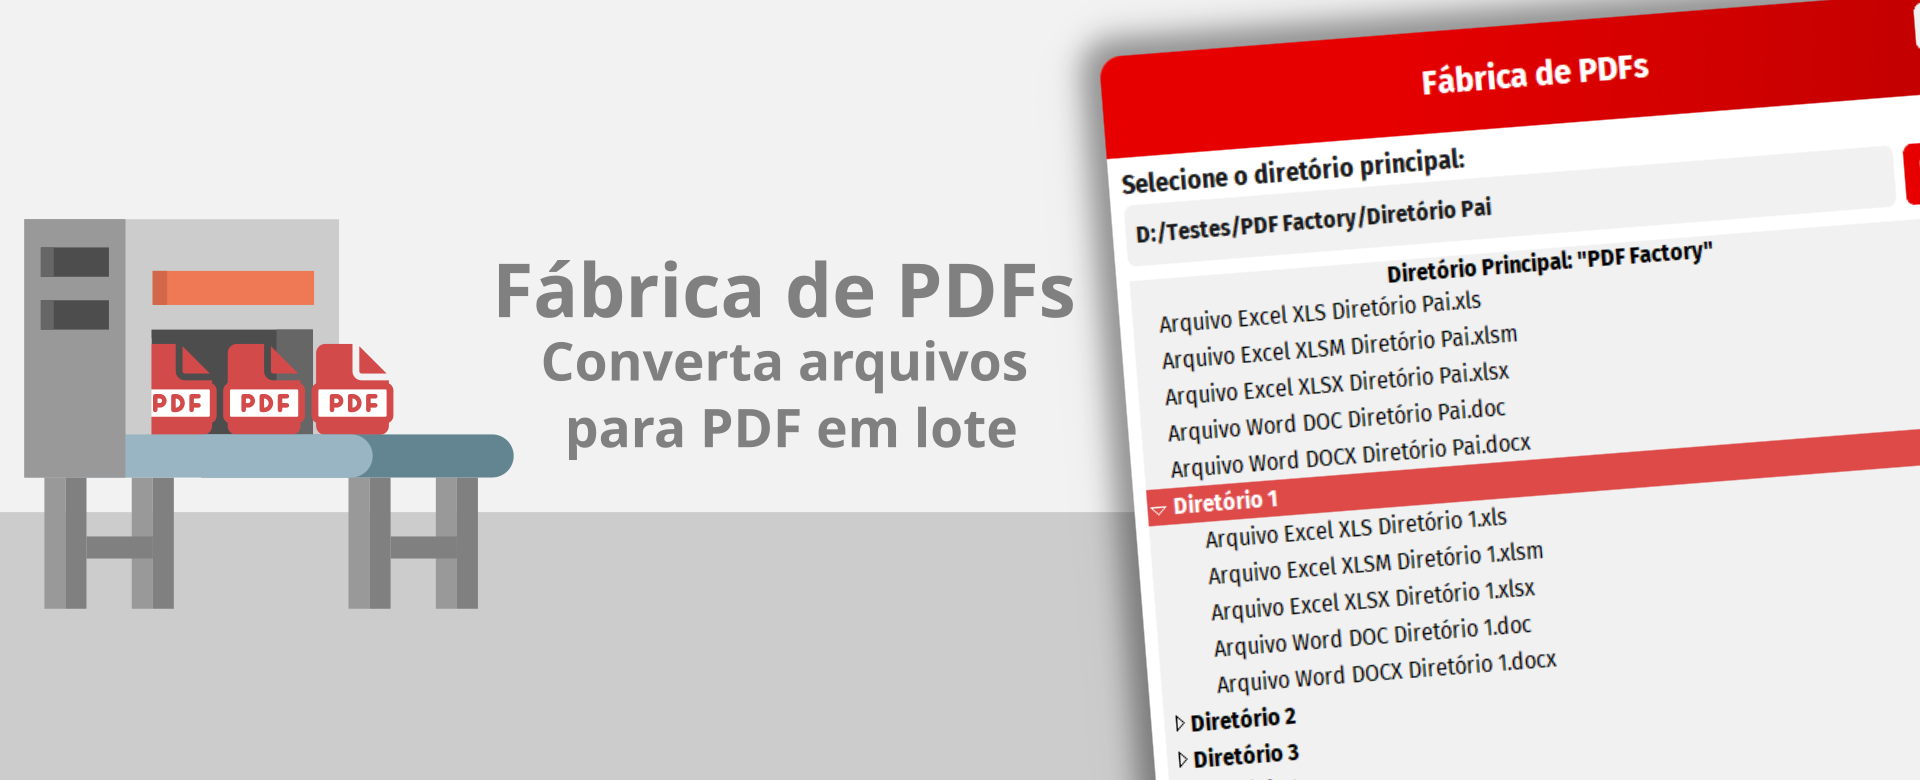 Fábrica de PDFs
Converta arquivos
para PDF em lote
PDF
PDF
PDF
Fábrica de PDFs
Selecione o diretório principal:
D:/Testes/PDF Factory/Diretório Pai
Diretório Principal: "PDF Factory"
Arquivo Excel XLS Diretório Pai.xls
Arquivo Excel XLSM Diretório Pai.xlsm
Arquivo Excel XLSX Diretório Pai.xlsx
Arquivo Word DOC Diretório Pai.doc
Arquivo Word DOCX Diretório Pai.docx
Diretório 1
Arquivo Excel XLS Diretório 1.xls
Arquivo Excel XLSM Diretório 1.xlsm
Arquivo Excel XLSX Diretório 1.xlsx
Arquivo Word DOC Diretório 1.doc
Arquivo Word DOCX Diretório 1.docx
Diretório 2
Diretório 3